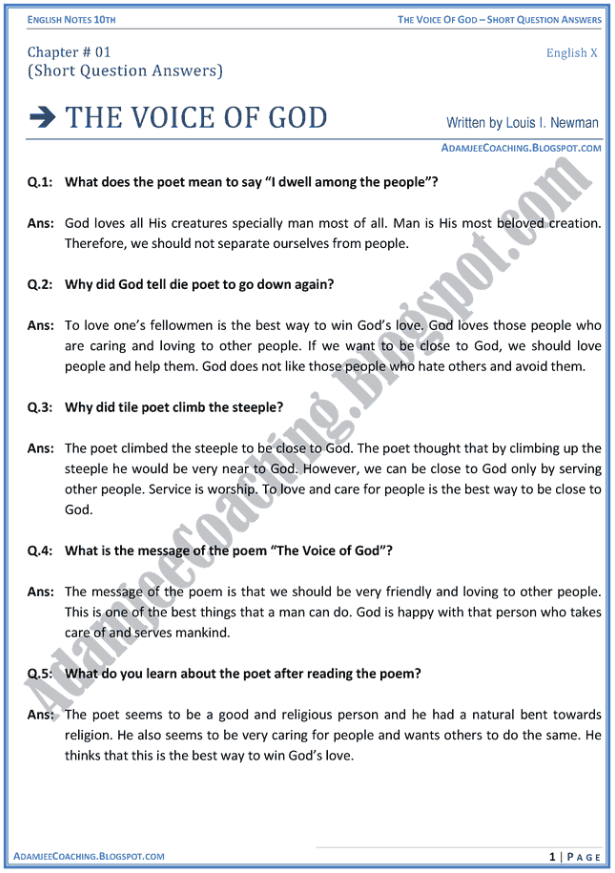 ENGLISH NOTES 10TH THE VOICE OF GOD – SHORT QUESTION ANSWERS
Chapter # 01 English X
(Short Question Answers)
➔ THE VOICE OF GOD Written by Louis I. Newman
ADAMJEECOACHING.BLOGSPOT.COM
Q.1: What does the poet mean to say “I dwell among the people”?
Ans: God loves all His creatures specially man most of all. Man is His most beloved creation.
Therefore, we should not separate ourselves from people.
Q.2: Why did God tell die poet to go down again?
Ans: To love one’s fellowmen is the best way to win God’s love. God loves those people who
are caring and loving to other people. If we want to be close to God, we should love
people and help them. God does not like those people who hate others and avoid them.
Q.3: Why did tile poet climb the steeple?
Ans: The poet climbed the steeple to be close to God. The poet thought that by climbing up the
steeple he would be very near to God. However, we can be close to God only by serving
other people. Service is worship. To love and care for people is the best way to be close to
God.
Q.4: What is the message of the poem “The Voice of God”?
Ans: The message of the poem is that we should be very friendly and loving to other people.
This is one of the best things that a man can do. God is happy with that person who takes
care of and serves mankind.
Q.5: What do you learn about the poet after reading the poem?
Ans: The poet seems to be a good and religious person and he had a natural bent towards
religion. He also seems to be very caring for people and wants others to do the same. He
thinks that this is the best way to win God’s love.
AdamjeeCoaching.Blogspot.com
ADAMJEECOACHING.BLOGSPOT.COM 1 | PAGE